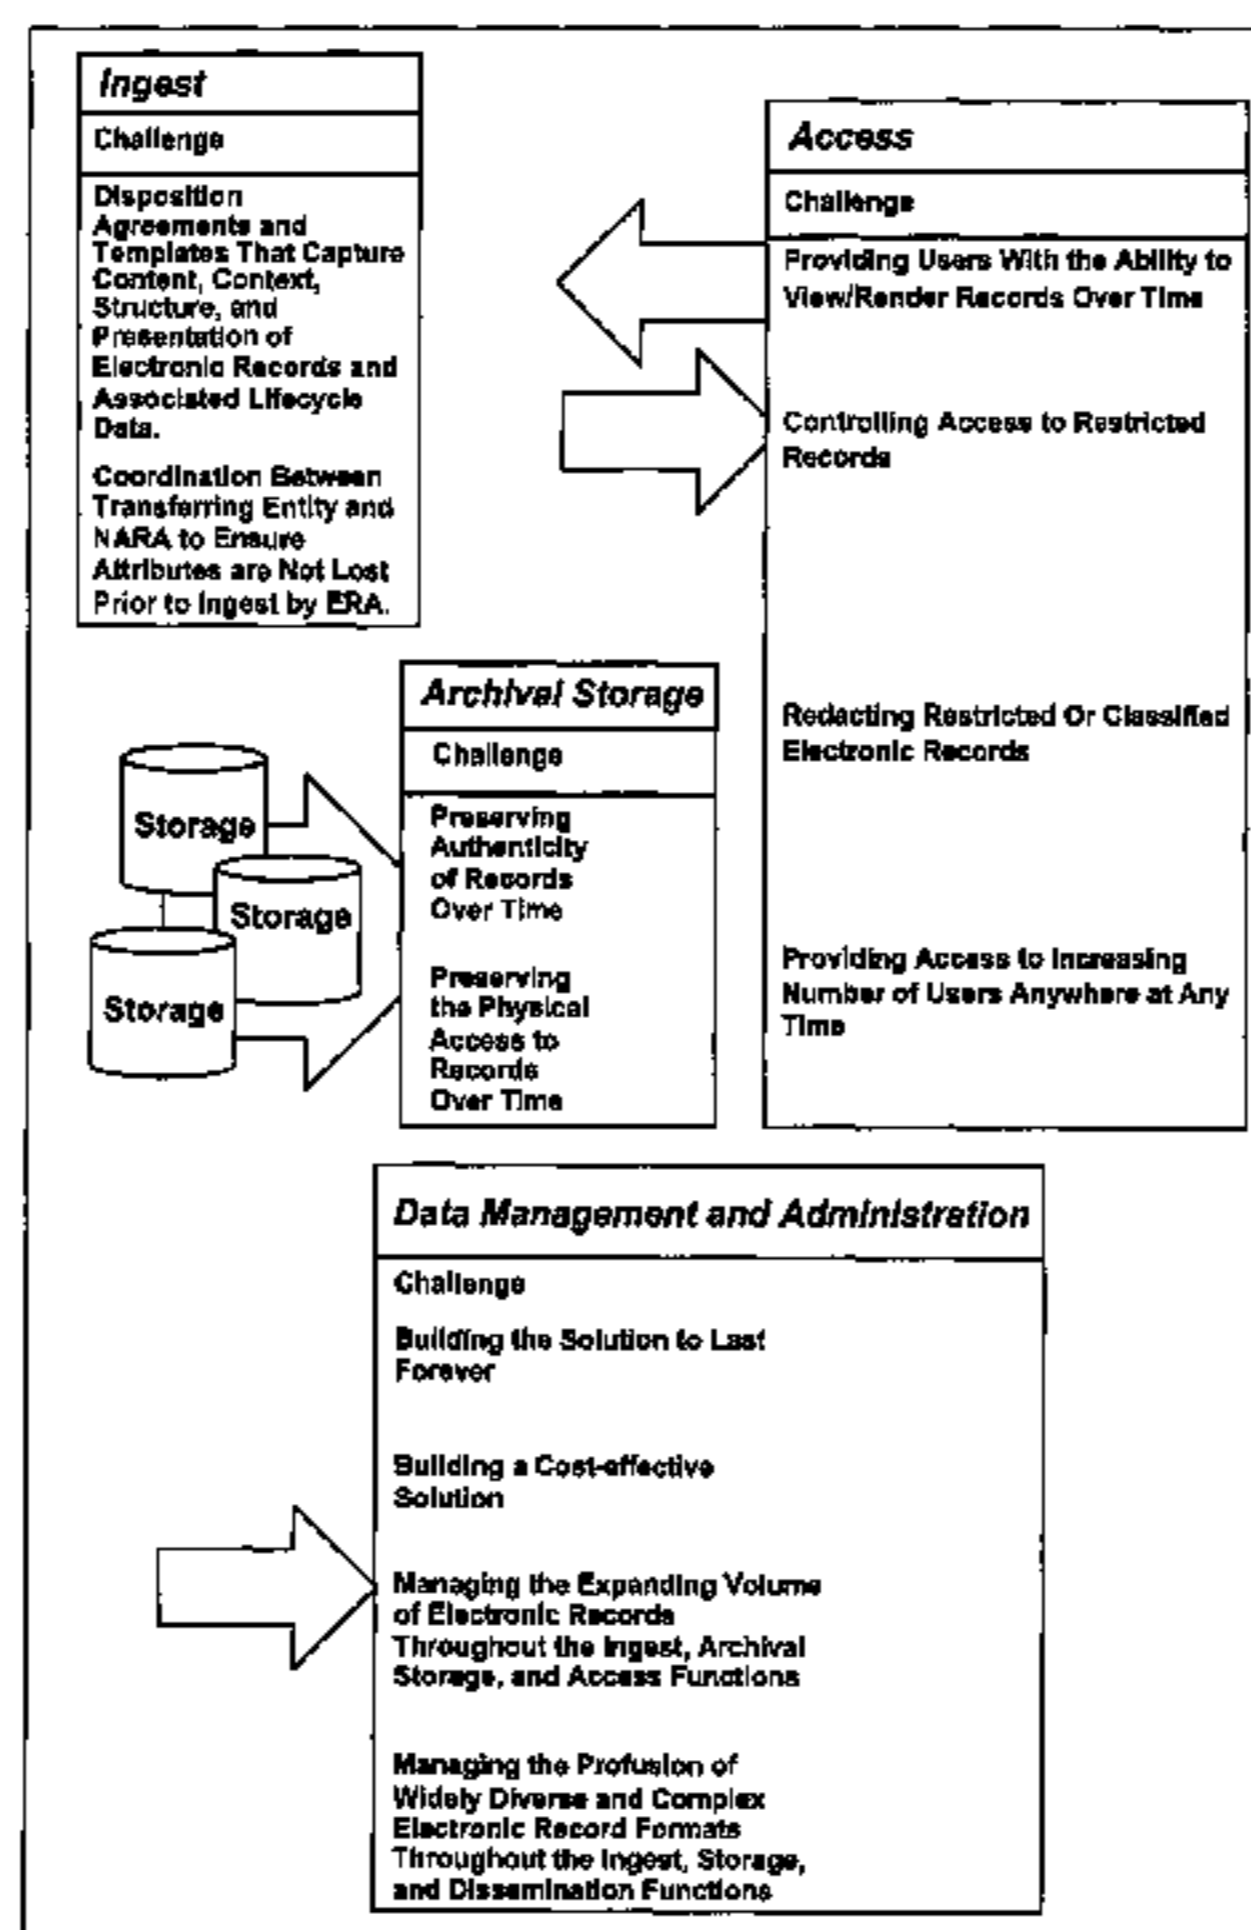 Ingest
Challenge
Disposition
Agreements and
Templates That Capture
Content, Context,
Structure, and
Presentation of
Electronic Records and
Associated Lifecycle
Data.
Coordination Between
Transferring Entity and
NARA to Ensure
Attributes are Not Lost
Prior to Ingest by ERA.
Access
Challenge
Providing Users With the Ability to
View/Render Records Over Time
Controlling Access to Restricted
Records
Redacting Restricted Or Classified
Electronic Records
Providing Access to Increasing
Number of Users Anywhere at Any
Time
Storage
Storage
Storage
Archival Storage
Challenge
Preserving
Authenticity
of Records
Over Time
Preserving
the Physical
Access to
Records
Over Time
Data Management and Administration
Challenge
Building the Solution to Last
Forever
Building a Cost-effective
Solution
Managing the Expanding Volume
of Electronic Records
Throughout the Ingest, Archival
Storage, and Access Functions
Managing the Profusion of
Widely Diverse and Complex
Electronic Record Formats
Throughout the Ingest, Storage,
and Dissemination Functions